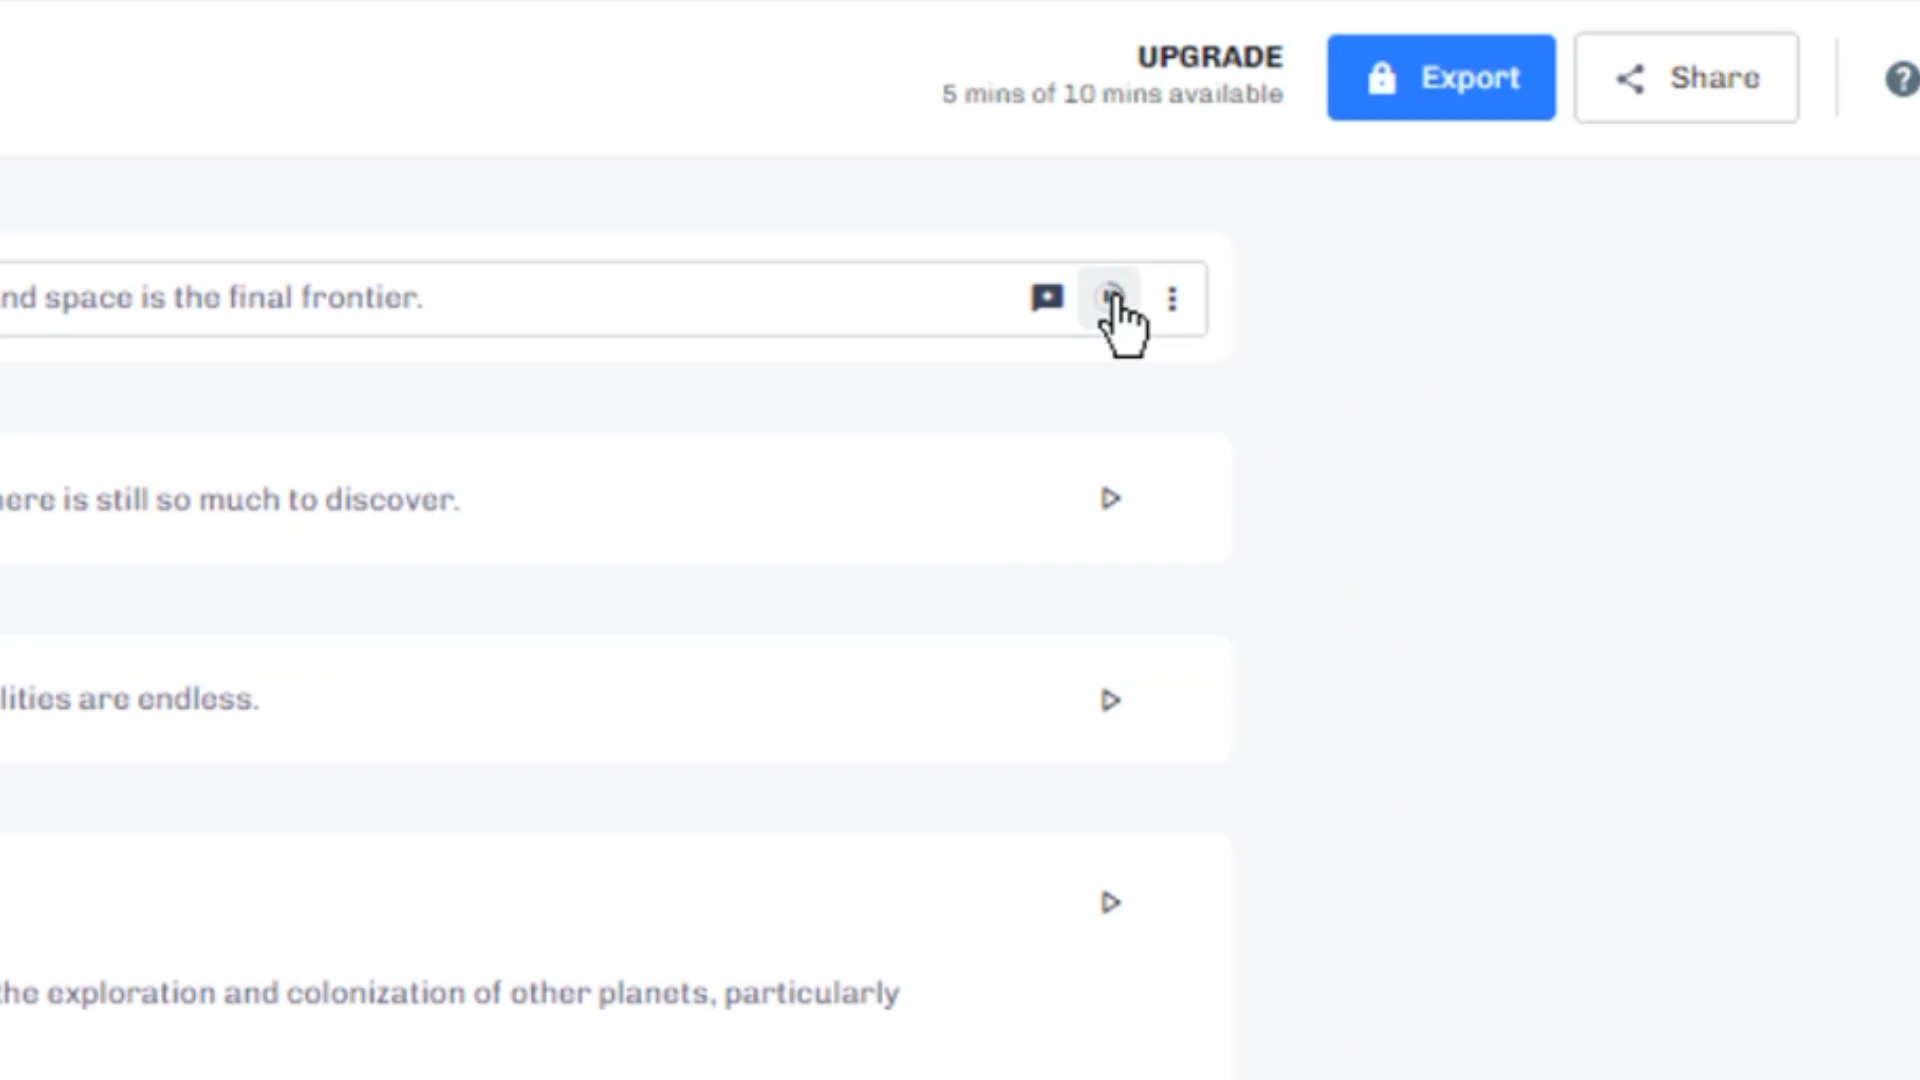 UPGRADE
5 mins of 10 mins available
Export
Share
?
nd space is the final frontier.
here is still so much to discover.
lities are endless.
the exploration and colonization of other planets, particularly